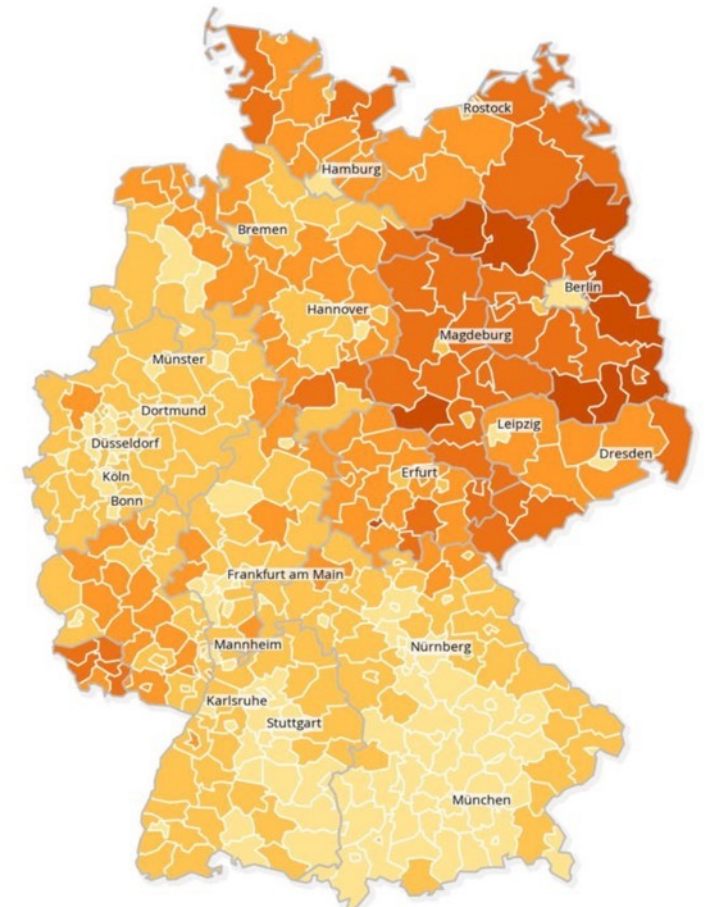 Rostock
Hamburg
Bremen
Berlin
Hannover
Magdeburg
Münster
Dortmund
Leipzig
Düsseldorf
Dresden
Köln
Erfurt
Bonn
Frankfurt am Main
Mannheim
Nürnberg
Karlsruhe
Stuttgart
München